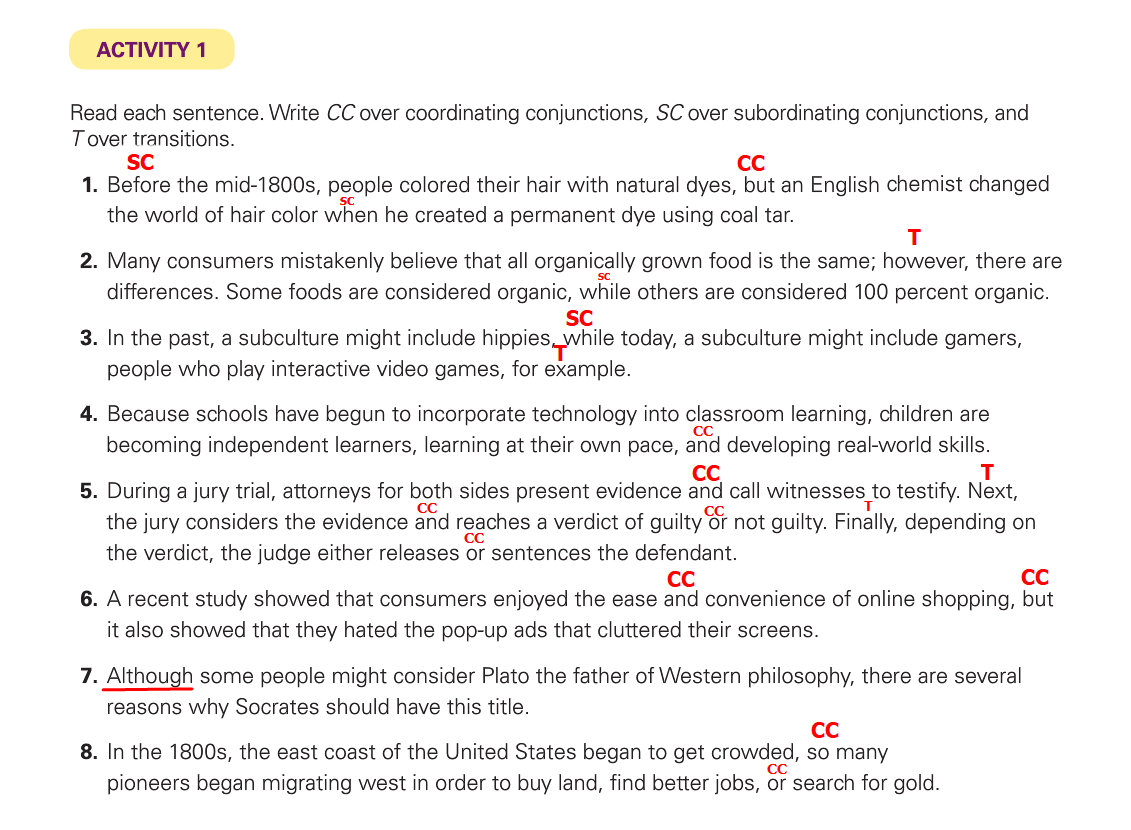 ACTIVITY 1
Read each sentence. Write CC over coordinating conjunctions, SC over subordinating conjunctions, and
T over transitions.
SC CC
1. Before the mid-1800s, people colored their hair with natural dyes, but an English chemist changed
SC
the world of hair color when he created a permanent dye using coal tar.
T
2. Many consumers mistakenly believe that all organically grown food is the same; however, there are
SC
differences. Some foods are considered organic, while others are considered 100 percent organic.
SC
3. In the past, a subculture might include hippies, while today, a subculture might include gamers,
T
people who play interactive video games, for example.
4. Because schools have begun to incorporate technology into classroom learning, children are
CC
becoming independent learners, learning at their own pace, and developing real-world skills.
CC T
5. During a jury trial, attorneys for both sides present evidence and call witnesses to testify. Next,
CC CC T
the jury considers the evidence and reaches a verdict of guilty or not guilty. Finally, depending on
CC
the verdict, the judge either releases or sentences the defendant.
CC CC
6. A recent study showed that consumers enjoyed the ease and convenience of online shopping, but
it also showed that they hated the pop-up ads that cluttered their screens.
7. Although some people might consider Plato the father of Western philosophy, there are several
reasons why Socrates should have this title.
CC
8. In the 1800s, the east coast of the United States began to get crowded, so many
CC
pioneers began migrating west in order to buy land, find better jobs, or search for gold.